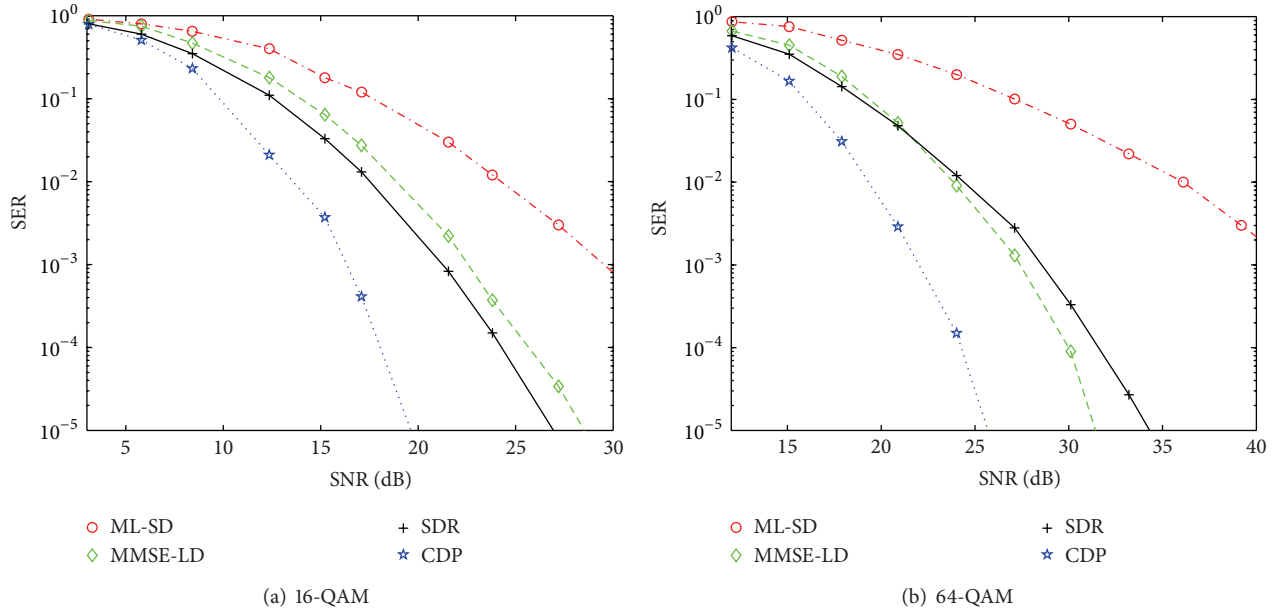 10^0
10^-1
10^-2
10^-3
10^-4
10^-5
SER
5 10 15 20 25 30
SNR (dB)
ML-SD
MMSE-LD
SDR
CDP
(a) 16-QAM
10^0
10^-1
10^-2
10^-3
10^-4
10^-5
SER
15 20 25 30 35 40
SNR (dB)
ML-SD
MMSE-LD
SDR
CDP
(b) 64-QAM